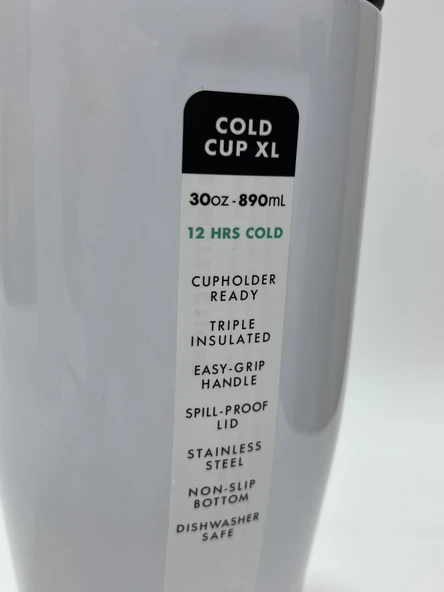 COLD
CUP XL
30oz - 890mL
12 HRS COLD
CUPHOLDER
READY
TRIPLE
INSULATED
EASY-GRIP
HANDLE
SPILL-PROOF
LID
STAINLESS
STEEL
NON-SLIP
BOTTOM
DISHWASHER
SAFE